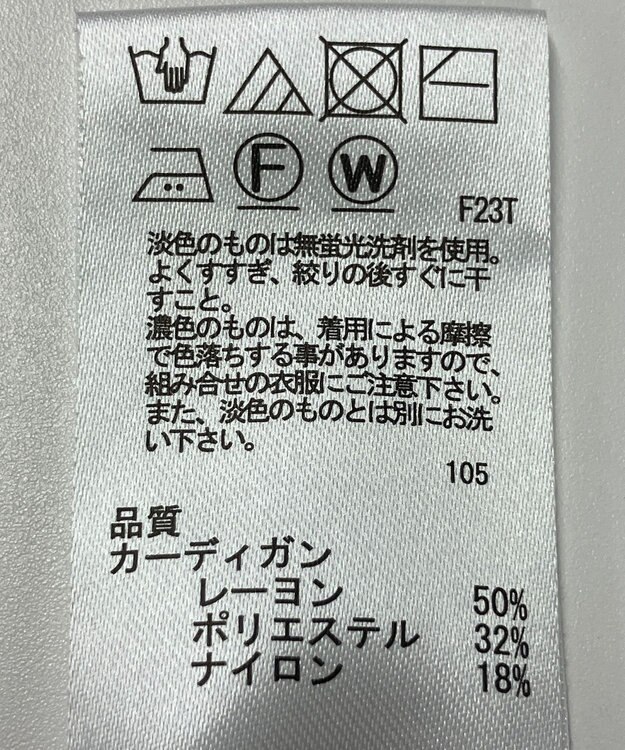 F W
F23T
淡色のものは無蛍光洗剤を使用。
よくすすぎ、絞りの後すぐに干
すこと。
濃色のものは、着用による摩擦
で色落ちする事がありますので、
組み合せの衣服にご注意下さい。
また、淡色のものとは別にお洗
い下さい。
105
品質
カーディガン
レーヨン 50%
ポリエステル 32%
ナイロン 18%